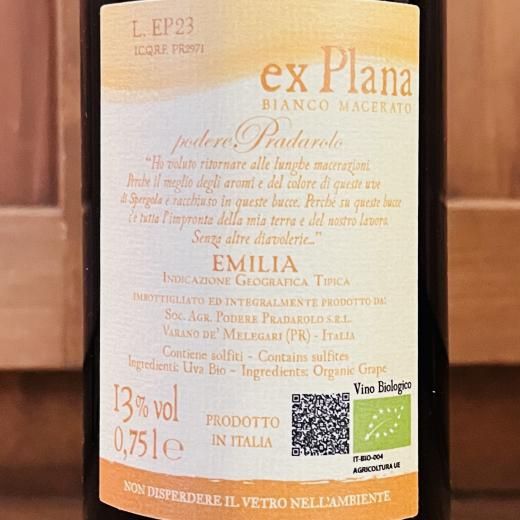 L. EP23
I.C.Q.R.F. PR2971
ex Plana
BIANCO MACERATO
podere Pradarolo
"Ho voluto ritornare alle lunghe macerazioni.
Perché il meglio degli aromi e del colore di queste uve
di Spergola è racchiuso in queste bucce. Perché su queste bucce
c'è tutta l'impronta della mia terra e del nostro lavoro.
Senza altre diavolerie..."
EMILIA
INDICAZIONE GEOGRAFICA TIPICA
IMBOTTIGLIATO ED INTEGRALMENTE PRODOTTO DA:
SOC. AGR. PODERE PRADAROLO S.R.L.
VARANO DE' MELEGARI (PR) - ITALIA
Contiene solfiti - Contains sulfites
Ingredienti: Uva Bio - Ingredients: Organic Grape
13% vol
0,75 l e
PRODOTTO
IN ITALIA
Vino Biologico
IT-BIO-004
AGRICOLTURA UE
NON DISPERDERE IL VETRO NELL'AMBIENTE